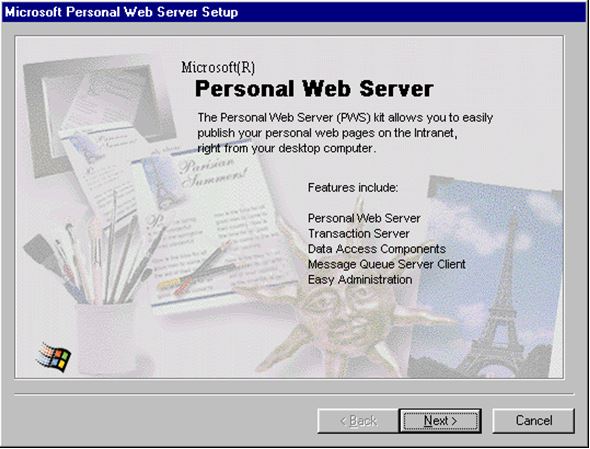 Microsoft Personal Web Server Setup
Microsoft(R)
Personal Web Server
The Personal Web Server (PWS) kit allows you to easily
publish your personal web pages on the Intranet,
right from your desktop computer.
Parisian
Summers!
Features include:
Personal Web Server
Transaction Server
Data Access Components
Message Queue Server Client
Easy Administration
< Back
Next >
Cancel